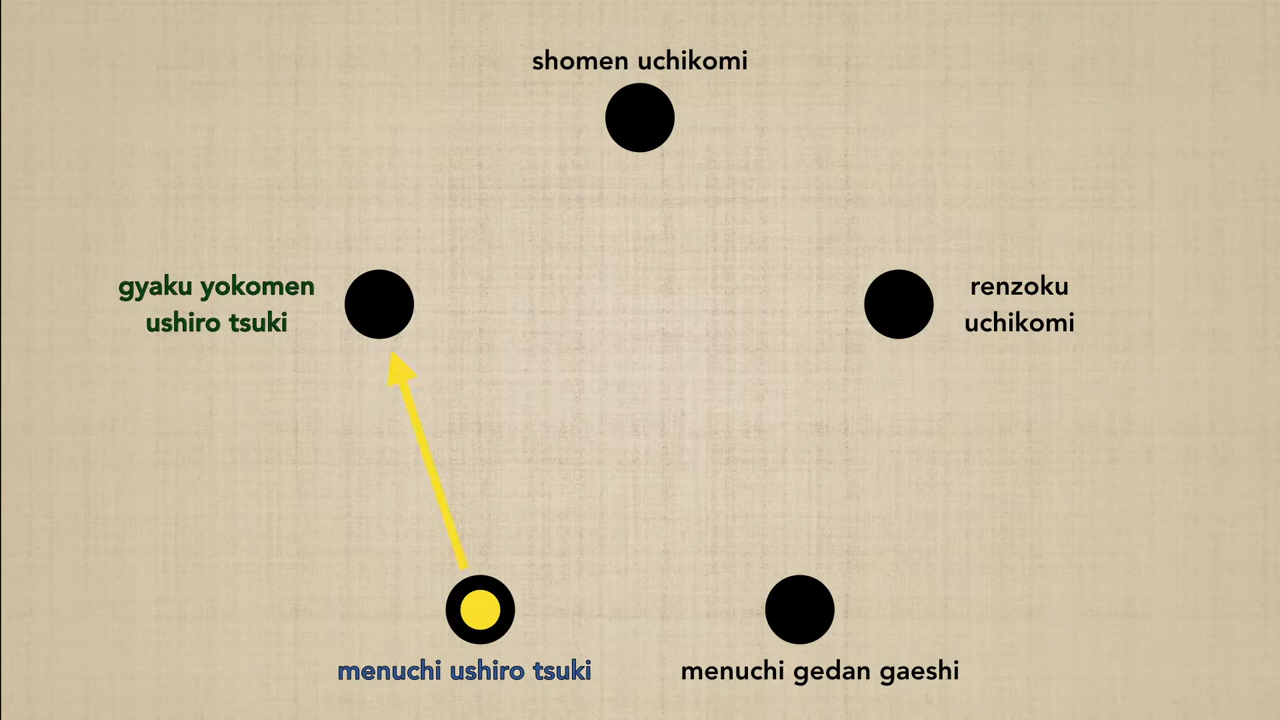 shomen uchikomi
gyaku yokomen
ushiro tsuki
renzoku
uchikomi
menuchi ushiro tsuki
menuchi gedan gaeshi